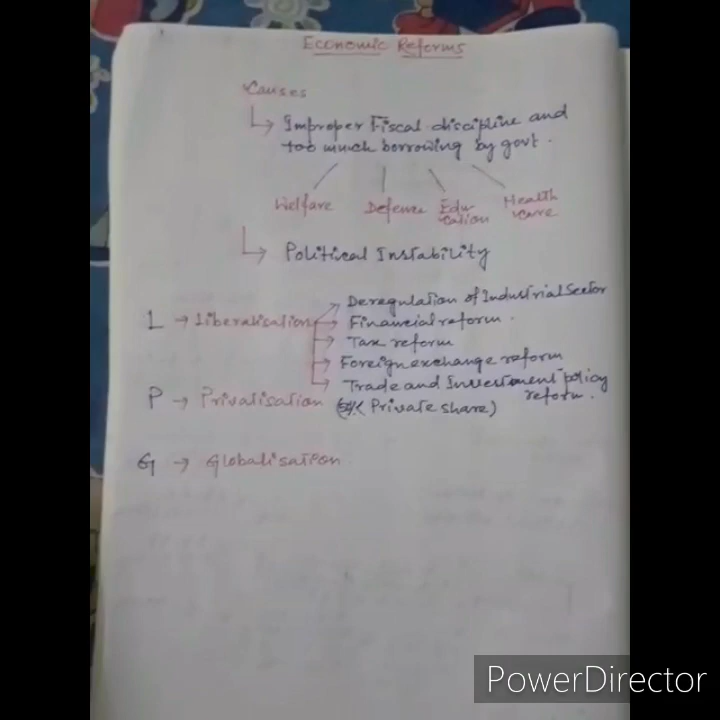 Economic Reforms
Causes
Improper Fiscal discipline and
too much borrowing by govt.
Welfare Defence Edu- Health
cation care
Political Instability
Deregulation of Industrial Sector
L → Liberalisation Financial reform.
Tax reform
Foreign exchange reform
Trade and Investment policy
reform.
P → Privatisation ( Private share)
G → Globalisation
PowerDirector